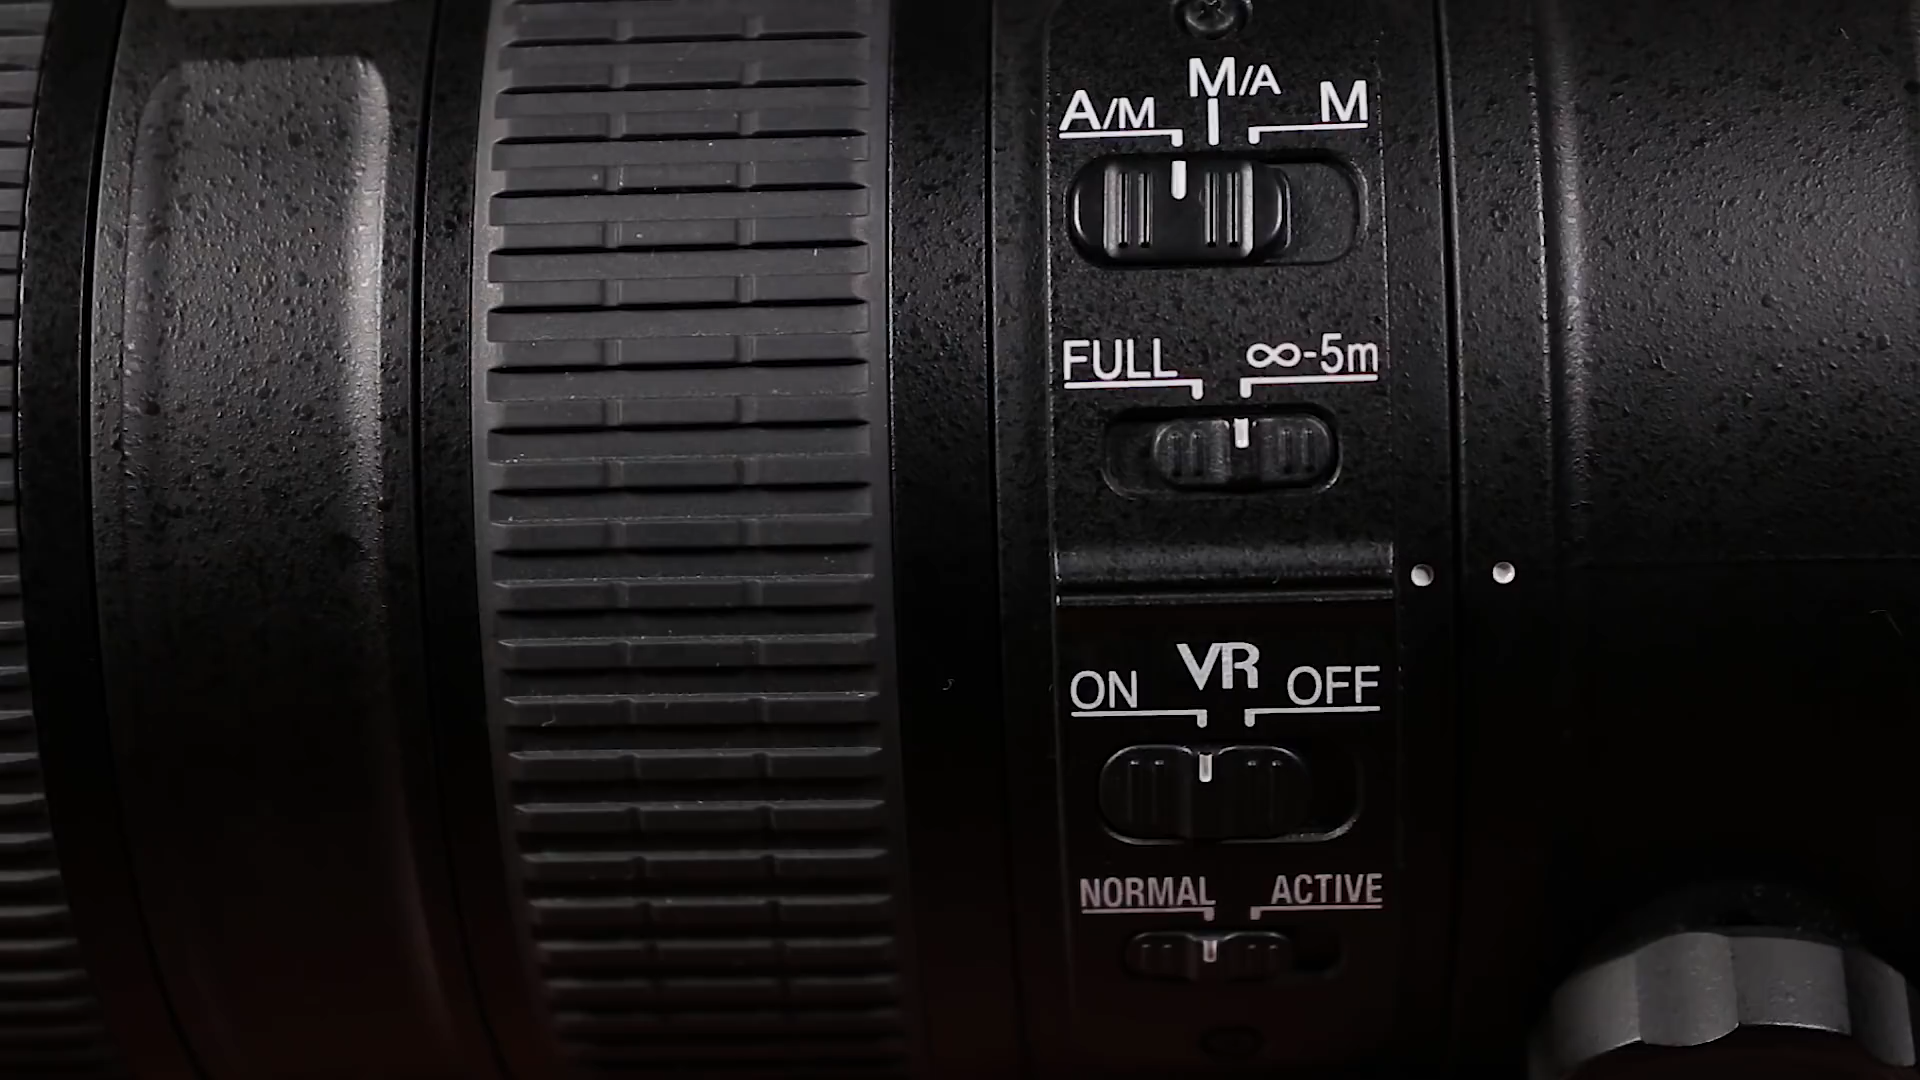 A/M M/A M
FULL ∞-5m
VR
ON OFF
NORMAL ACTIVE